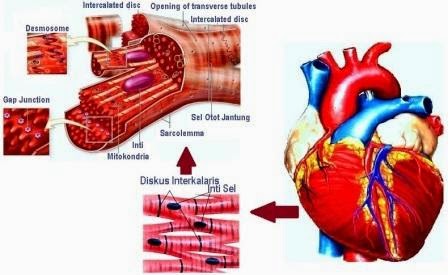 Intercalated disc
Opening of transverse tubules
Intercalated disc
Desmosome
Gap Junction
Sel Otot Jantung
Sarcolemma
Inti
Mitokondria
Diskus Interkalaris
Inti Sel